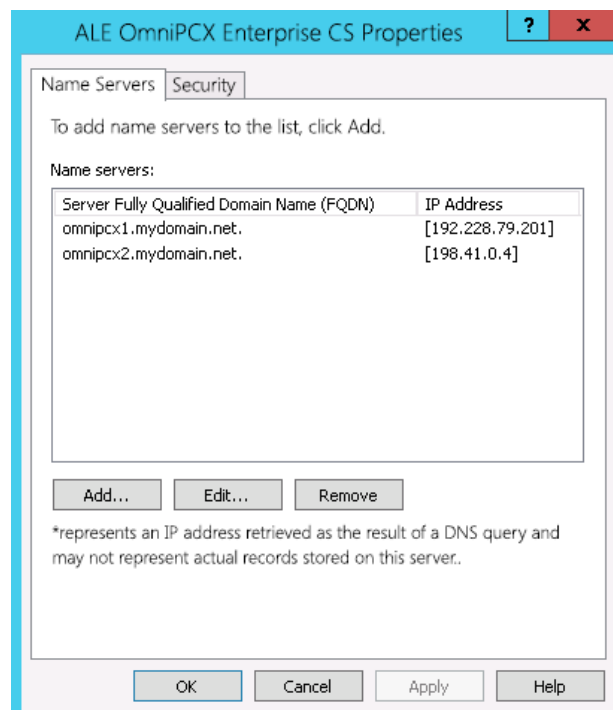 ALE OmniPCX Enterprise CS Properties ? x
Name Servers Security
To add name servers to the list, click Add.
Name servers:
Server Fully Qualified Domain Name (FQDN) IP Address
omnipcx1.mydomain.net. [192.228.79.201]
omnipcx2.mydomain.net. [198.41.0.4]
Add... Edit... Remove
*represents an IP address retrieved as the result of a DNS query and
may not represent actual records stored on this server..
OK Cancel Apply Help